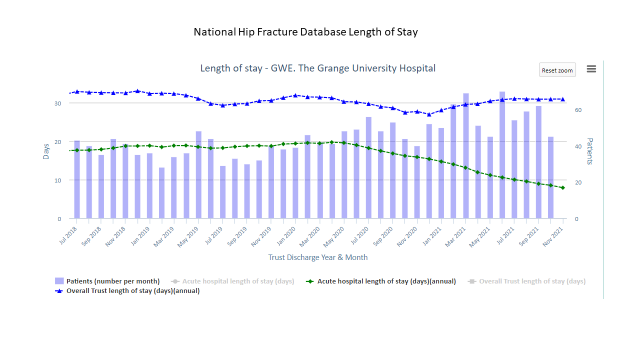 National Hip Fracture Database Length of Stay
Length of stay - GWE. The Grange University Hospital
Reset zoom
30
20
10
0
Days
60
40
20
0
Patients
Jul 2018
Sep 2018
Nov 2018
Jan 2019
Mar 2019
May 2019
Jul 2019
Sep 2019
Nov 2019
Jan 2020
Mar 2020
May 2020
Jul 2020
Sep 2020
Nov 2020
Jan 2021
Mar 2021
May 2021
Jul 2021
Sep 2021
Nov 2021
Trust Discharge Year & Month
Patients (number per month)
Acute hospital length of stay (days)
Acute hospital length of stay (days)(annual)
Overall Trust length of stay (days)
Overall Trust length of stay (days)(annual)